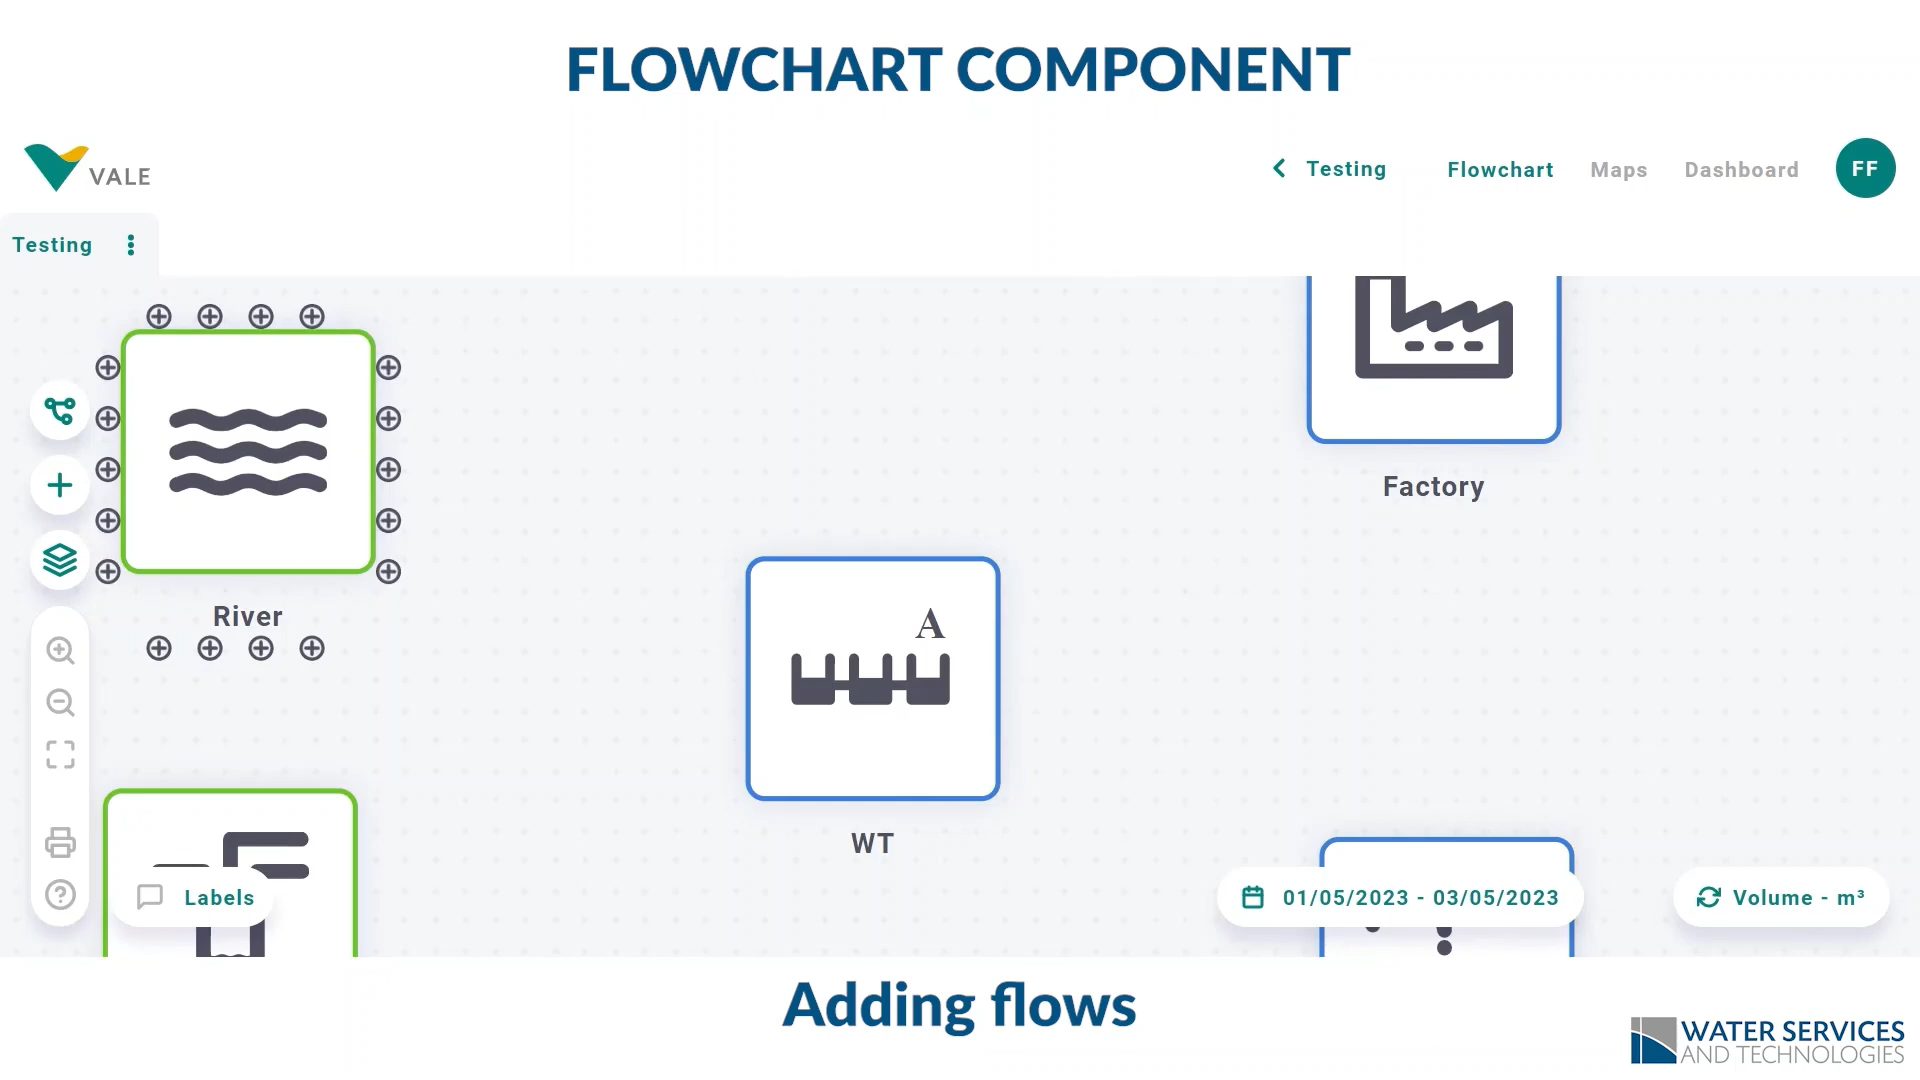 FLOWCHART COMPONENT
VALE
Testing
Flowchart
Maps
Dashboard
FF
Testing
Factory
River
A
WT
Labels
01/05/2023 - 03/05/2023
Volume - m³
Adding flows
WATER SERVICES
AND TECHNOLOGIES